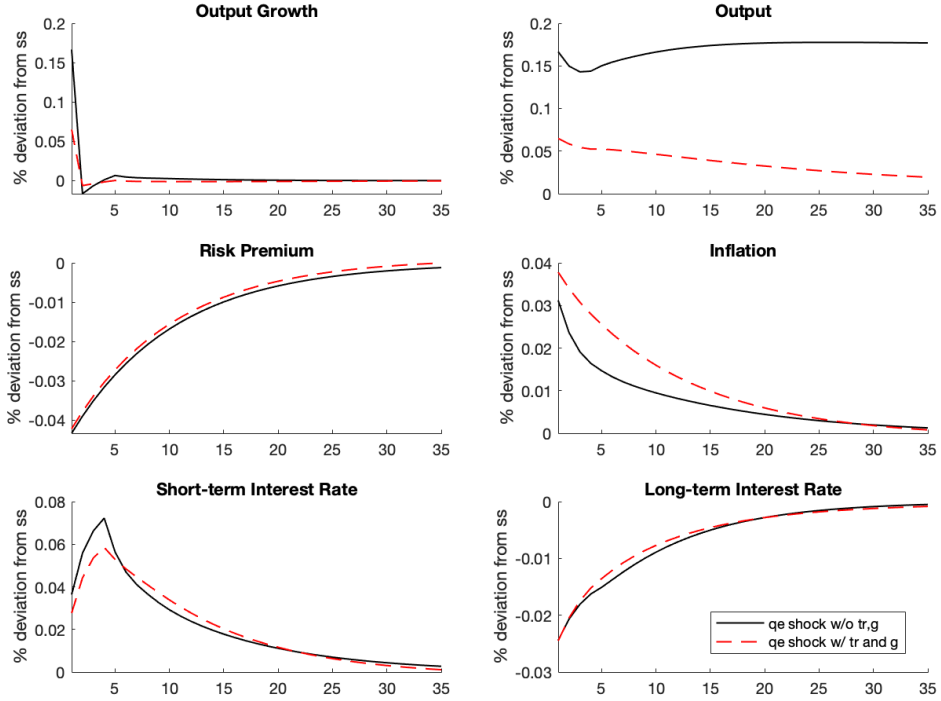 Output Growth
% deviation from ss
0.2
0.15
0.1
0.05
0
5 10 15 20 25 30 35
Output
% deviation from ss
0.2
0.15
0.1
0.05
0
5 10 15 20 25 30 35
Risk Premium
% deviation from ss
0
-0.01
-0.02
-0.03
-0.04
5 10 15 20 25 30 35
Inflation
% deviation from ss
0.04
0.03
0.02
0.01
0
5 10 15 20 25 30 35
Short-term Interest Rate
% deviation from ss
0.08
0.06
0.04
0.02
0
5 10 15 20 25 30 35
Long-term Interest Rate
% deviation from ss
0
-0.01
-0.02
-0.03
5 10 15 20 25 30 35
qe shock w/o tr,g
qe shock w/ tr and g